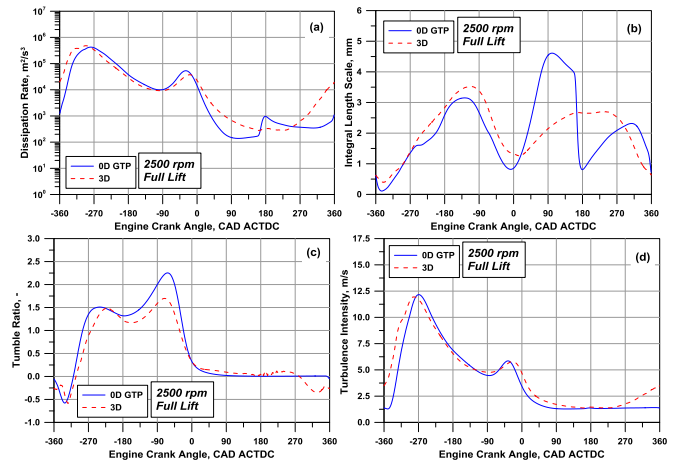 (a)
Dissipation Rate, m²/s³
10⁷
10⁶
10⁵
10⁴
10³
10²
10¹
10⁰
0D GTP
3D
2500 rpm
Full Lift
-360 -270 -180 -90 0 90 180 270 360
Engine Crank Angle, CAD ACTDC
(b)
Integral Length Scale, mm
6
5
4
3
2
1
0
0D GTP
3D
2500 rpm
Full Lift
-360 -270 -180 -90 0 90 180 270 360
Engine Crank Angle, CAD ACTDC
(c)
Tumble Ratio, -
3.0
2.5
2.0
1.5
1.0
0.5
0.0
-0.5
-1.0
0D GTP
3D
2500 rpm
Full Lift
-360 -270 -180 -90 0 90 180 270 360
Engine Crank Angle, CAD ACTDC
(d)
Turbulence Intensity, m/s
17.5
15.0
12.5
10.0
7.5
5.0
2.5
0.0
0D GTP
3D
2500 rpm
Full Lift
-360 -270 -180 -90 0 90 180 270 360
Engine Crank Angle, CAD ACTDC